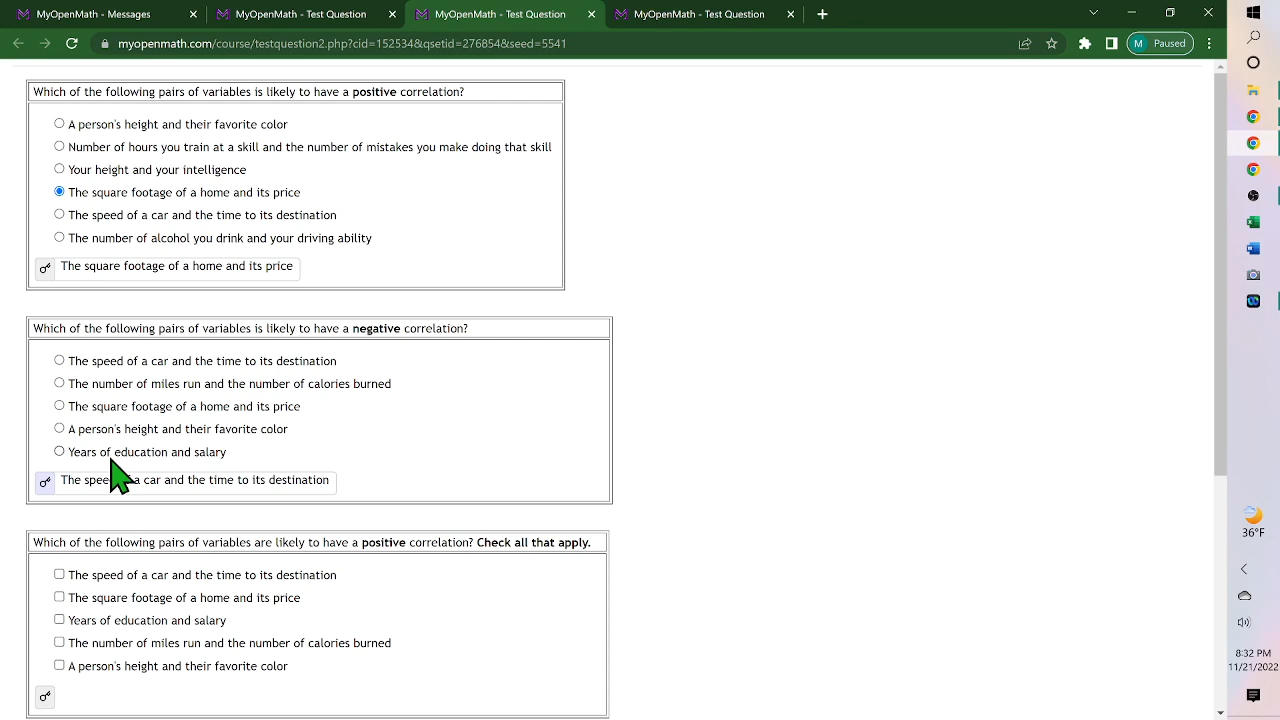 MyOpenMath - Messages
MyOpenMath - Test Question
MyOpenMath - Test Question
MyOpenMath - Test Question
myopenmath.com/course/testquestion2.php?cid=152534&qsetid=276854&seed=5541
M Paused
Which of the following pairs of variables is likely to have a positive correlation?
A person's height and their favorite color
Number of hours you train at a skill and the number of mistakes you make doing that skill
Your height and your intelligence
The square footage of a home and its price
The speed of a car and the time to its destination
The number of alcohol you drink and your driving ability
The square footage of a home and its price
Which of the following pairs of variables is likely to have a negative correlation?
The speed of a car and the time to its destination
The number of miles run and the number of calories burned
The square footage of a home and its price
A person's height and their favorite color
Years of education and salary
The speed of a car and the time to its destination
Which of the following pairs of variables are likely to have a positive correlation? Check all that apply.
The speed of a car and the time to its destination
The square footage of a home and its price
Years of education and salary
The number of miles run and the number of calories burned
A person's height and their favorite color
36°F
8:32 PM
11/21/2022